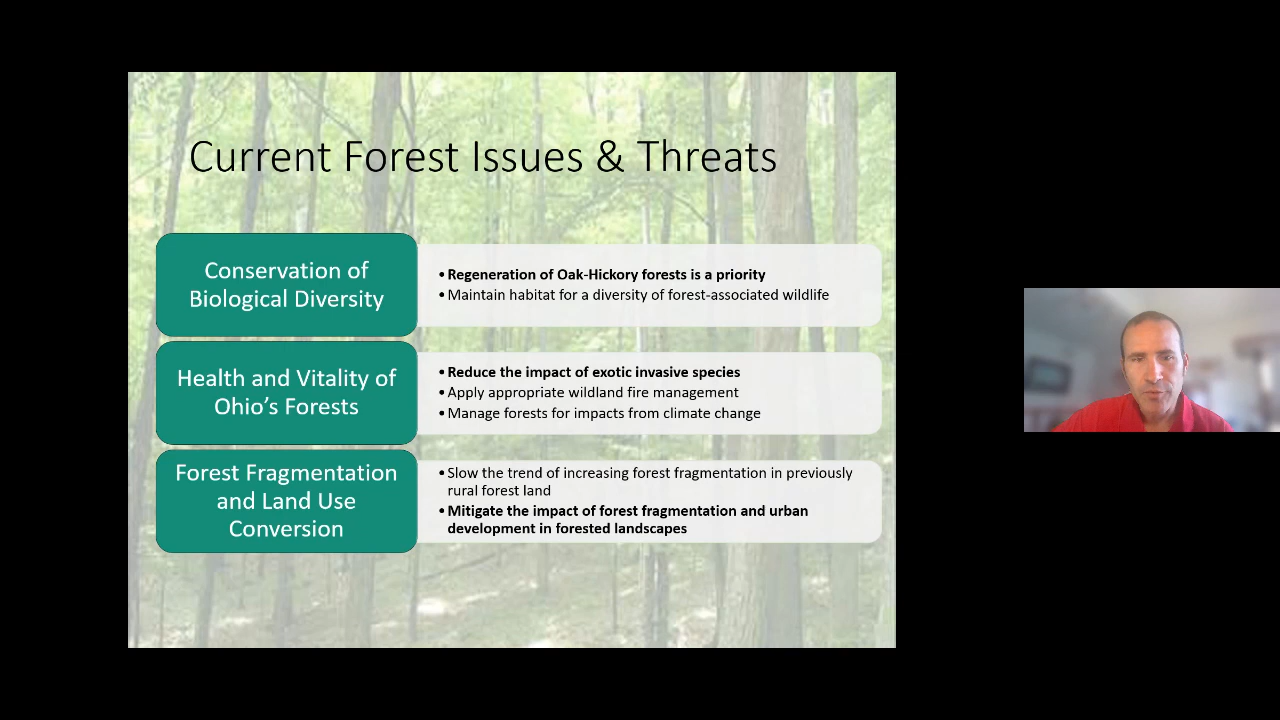 Current Forest Issues & Threats
Conservation of
Biological Diversity
• Regeneration of Oak-Hickory forests is a priority
• Maintain habitat for a diversity of forest-associated wildlife
Health and Vitality of
Ohio’s Forests
• Reduce the impact of exotic invasive species
• Apply appropriate wildland fire management
• Manage forests for impacts from climate change
Forest Fragmentation
and Land Use
Conversion
• Slow the trend of increasing forest fragmentation in previously
rural forest land
• Mitigate the impact of forest fragmentation and urban
development in forested landscapes